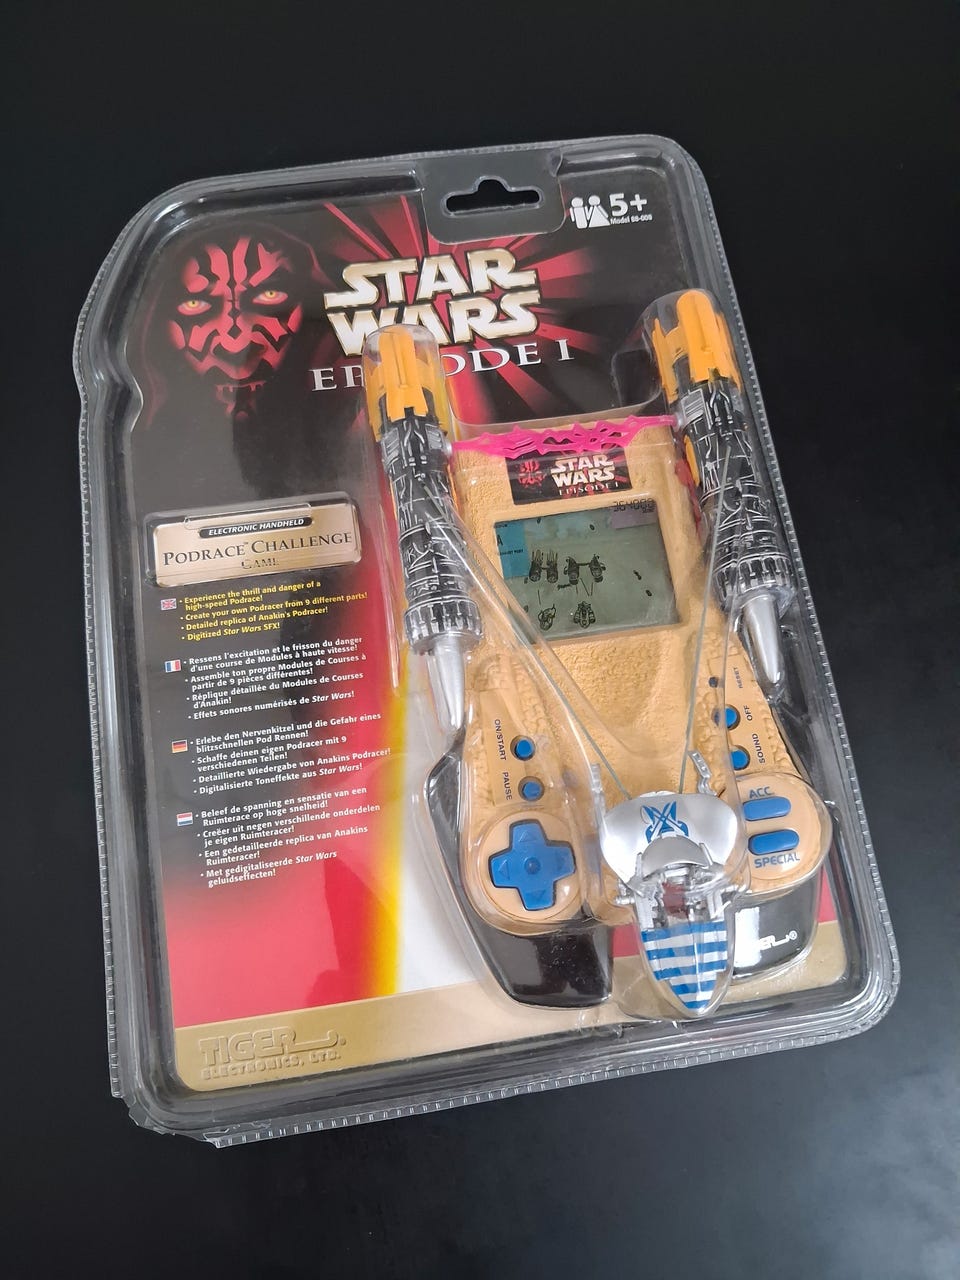 5+
Model 88-009
STAR
WARS
EPISODE I
STAR
WARS
EPISODE I
ELECTRONIC HANDHELD
PODRACE™ CHALLENGE
GAME
• Experience the thrill and danger of a
high-speed Podrace!
• Create your own Podracer from 9 different parts!
• Detailed replica of Anakin's Podracer!
• Digitized Star Wars SFX!
• Ressens l'excitation et le frisson du danger
d'une course de Modules à haute vitesse!
• Assemble ton propre Modules de Courses à
partir de 9 pièces différentes!
• Réplique détaillée du Modules de Courses
d'Anakin!
• Effets sonores numérisés de Star Wars!
• Erlebe den Nervenkitzel und die Gefahr eines
blitzschnellen Pod Rennen!
• Schaffe deinen eigen Podracer mit 9
verschiedenen Teilen!
• Detaillierte Wiedergabe von Anakins Podracer!
• Digitalisierte Toneffekte aus Star Wars!
• Beleef de spanning en sensatie van een
Ruimterace op hoge snelheid!
• Creëer uit negen verschillende onderdelen
je eigen Ruimteracer!
• Een gedetailleerde replica van Anakins
Ruimteracer!
• Met gedigitaliseerde Star Wars
geluidseffecten!
ON/START
PAUSE
RESET
OFF
SOUND
ACC
SPECIAL
TIGER®
ELECTRONICS, LTD.